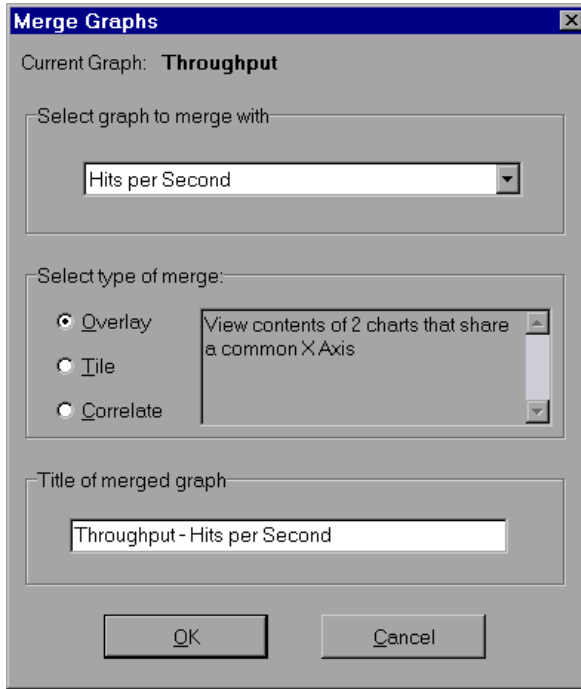 Merge Graphs
Current Graph: Throughput
Select graph to merge with
Hits per Second
Select type of merge:
Overlay
Tile
Correlate
View contents of 2 charts that share
a common X Axis
Title of merged graph
Throughput - Hits per Second
OK
Cancel